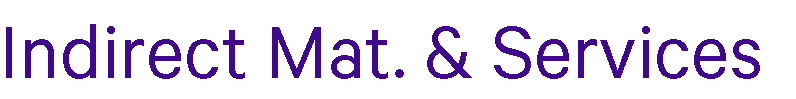 Indirect Mat. & Services